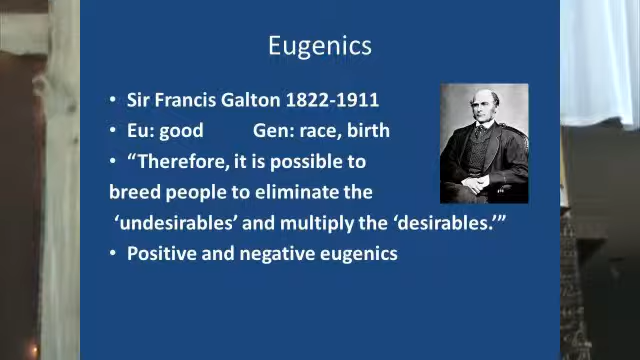 Eugenics
• Sir Francis Galton 1822-1911
• Eu: good Gen: race, birth
• “Therefore, it is possible to
breed people to eliminate the
‘undesirables’ and multiply the ‘desirables.’”
• Positive and negative eugenics